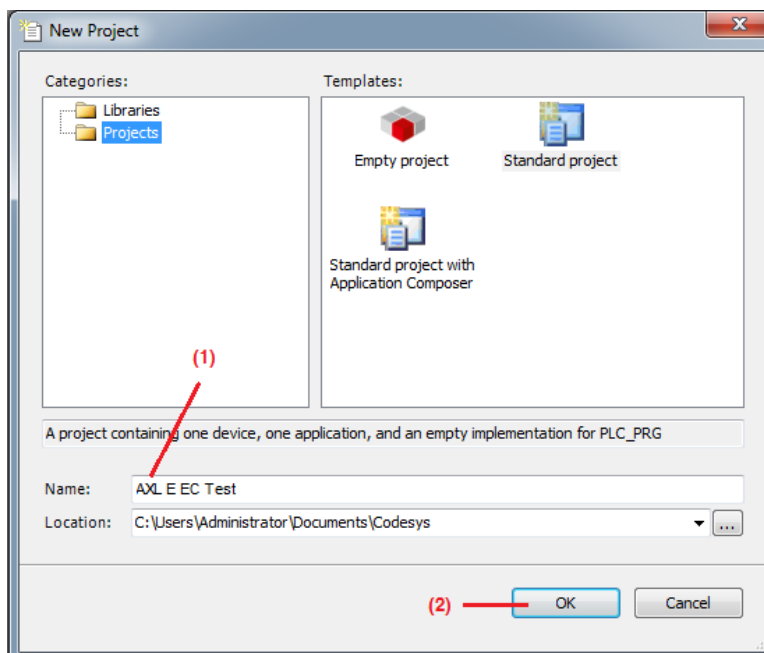 New Project
Categories:
Templates:
Libraries
Projects
Empty project
Standard project
Standard project with
Application Composer
(1)
A project containing one device, one application, and an empty implementation for PLC_PRG
Name:
AXL E EC Test
Location:
C:\Users\Administrator\Documents\Codesys
...
(2)
OK
Cancel